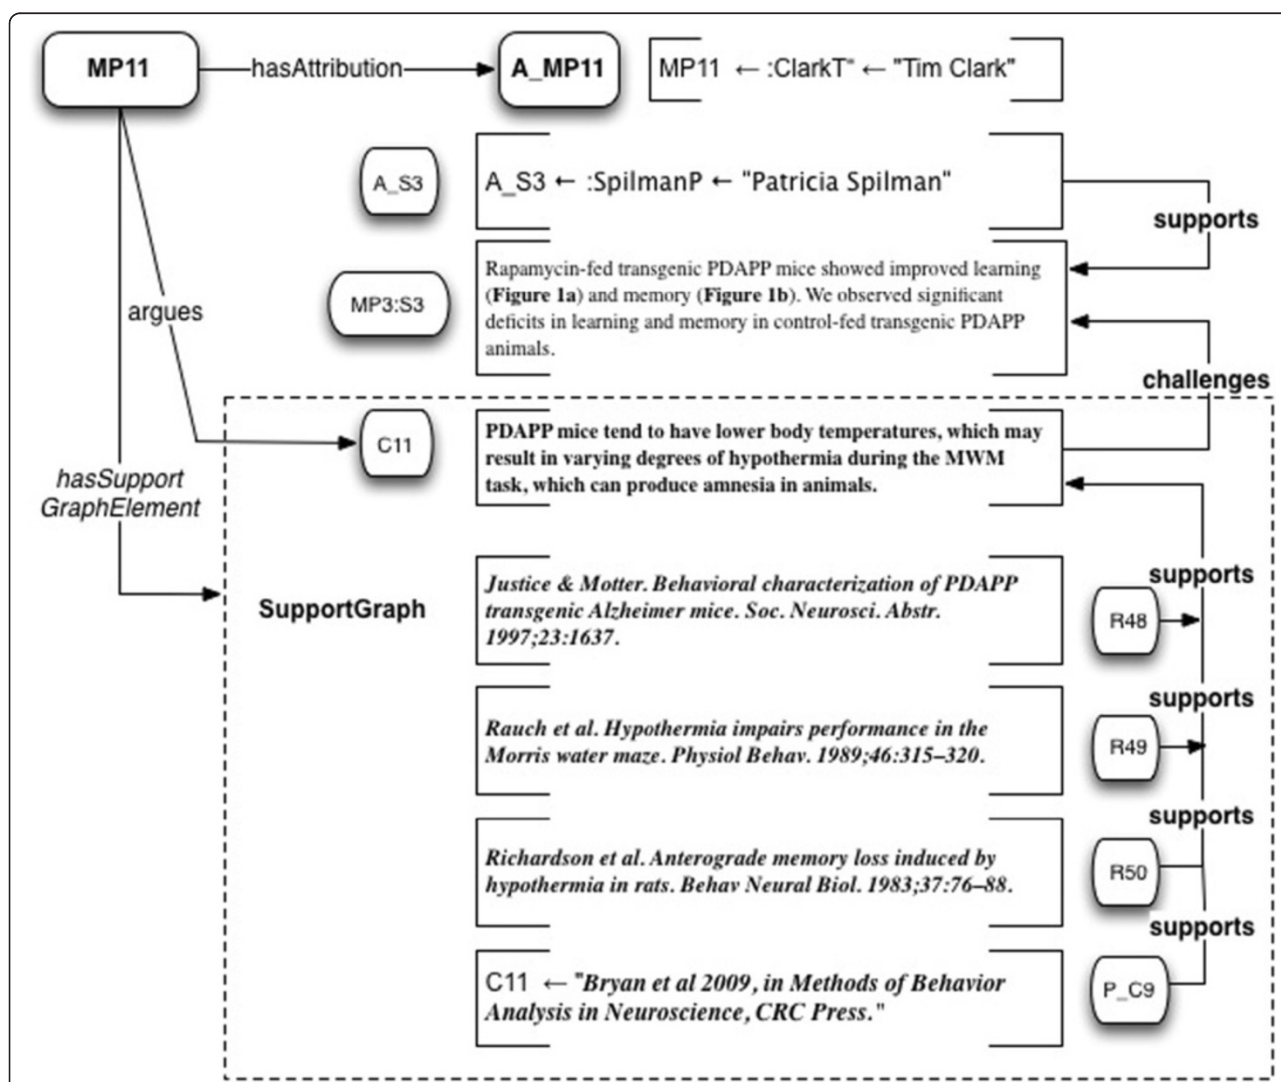 MP11
hasAttribution
A_MP11
MP11 ← :ClarkT" ← "Tim Clark"
A_S3
A_S3 ← :SpilmanP ← "Patricia Spilman"
supports
MP3:S3
Rapamycin-fed transgenic PDAPP mice showed improved learning
(Figure 1a) and memory (Figure 1b). We observed significant
deficits in learning and memory in control-fed transgenic PDAPP
animals.
argues
challenges
C11
PDAPP mice tend to have lower body temperatures, which may
result in varying degrees of hypothermia during the MWM
task, which can produce amnesia in animals.
hasSupport
GraphElement
SupportGraph
Justice & Motter. Behavioral characterization of PDAPP
transgenic Alzheimer mice. Soc. Neurosci. Abstr.
1997;23:1637.
supports
R48
Rauch et al. Hypothermia impairs performance in the
Morris water maze. Physiol Behav. 1989;46:315–320.
supports
R49
Richardson et al. Anterograde memory loss induced by
hypothermia in rats. Behav Neural Biol. 1983;37:76–88.
supports
R50
supports
C11 ← "Bryan et al 2009, in Methods of Behavior
Analysis in Neuroscience, CRC Press."
P_C9